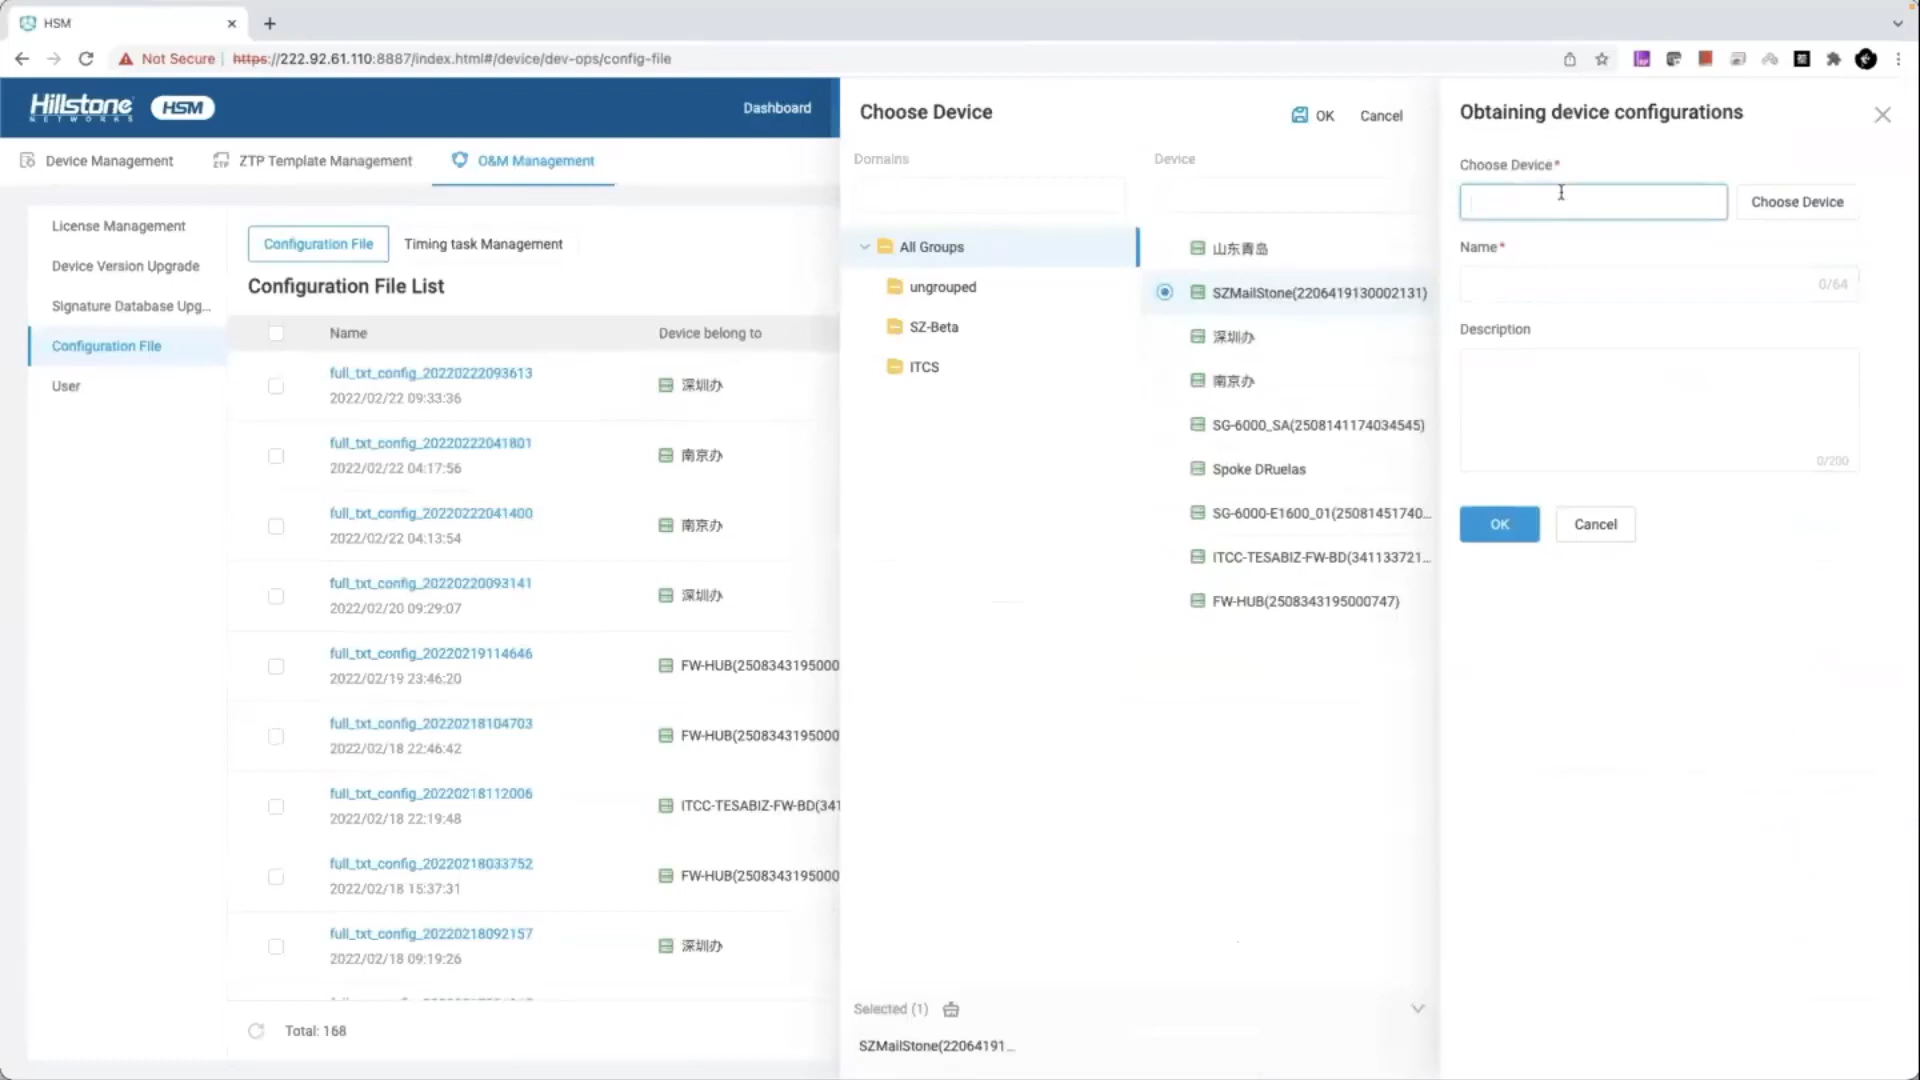 HSM
Not Secure
https://222.92.61.110:8887/index.html#/device/dev-ops/config-file
Hillstone
NETWORKS
HSM
Dashboard
Device Management
ZTP Template Management
O&M Management
License Management
Device Version Upgrade
Signature Database Upg...
Configuration File
User
Configuration File
Timing task Management
Configuration File List
Name
Device belong to
full_txt_config_20220222093613
2022/02/22 09:33:36
深圳办
full_txt_config_20220222041801
2022/02/22 04:17:56
南京办
full_txt_config_20220222041400
2022/02/22 04:13:54
南京办
full_txt_config_20220220093141
2022/02/20 09:29:07
深圳办
full_txt_config_20220219114646
2022/02/19 23:46:20
FW-HUB(2508343195000
full_txt_config_20220218104703
2022/02/18 22:46:42
FW-HUB(2508343195000
full_txt_config_20220218112006
2022/02/18 22:19:48
ITCC-TESABIZ-FW-BD(341
full_txt_config_20220218033752
2022/02/18 15:37:31
FW-HUB(2508343195000
full_txt_config_20220218092157
2022/02/18 09:19:26
深圳办
Total: 168
Choose Device
OK
Cancel
Domains
All Groups
ungrouped
SZ-Beta
ITCS
Device
山东青岛
SZMailStone(2206419130002131)
深圳办
南京办
SG-6000_SA(2508141174034545)
Spoke DRuelas
SG-6000-E1600_01(25081451740...
ITCC-TESABIZ-FW-BD(341133721...
FW-HUB(2508343195000747)
Selected (1)
SZMailStone(22064191...
Obtaining device configurations
Choose Device*
Choose Device
Name*
0/64
Description
0/200
OK
Cancel